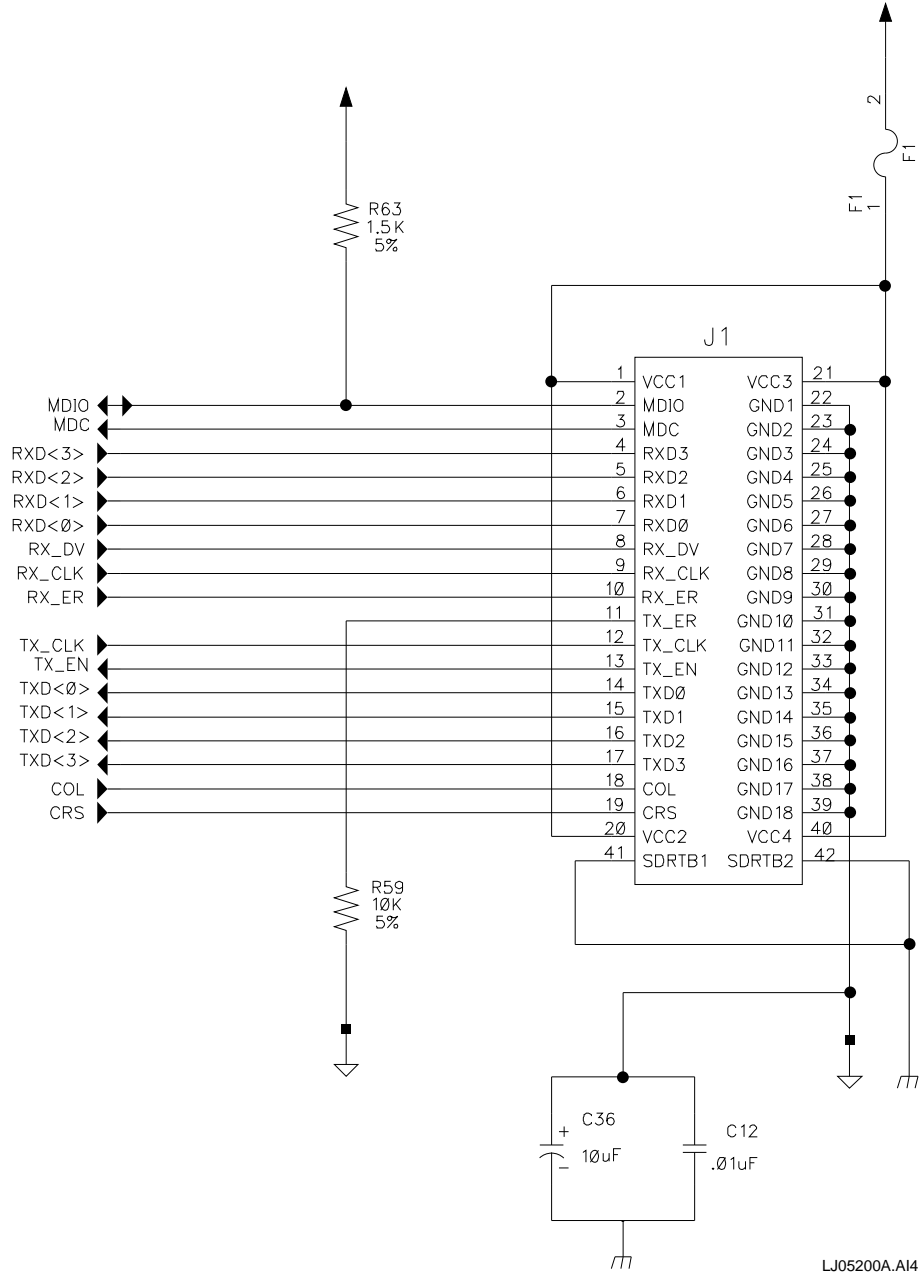 2
F1
F1
1
R63
1.5K
5%
J1
1 VCC1 VCC3 21
MDIO 2 MDIO GND1 22
MDC 3 MDC GND2 23
RXD<3> 4 RXD3 GND3 24
RXD<2> 5 RXD2 GND4 25
RXD<1> 6 RXD1 GND5 26
RXD<Ø> 7 RXDØ GND6 27
RX_DV 8 RX_DV GND7 28
RX_CLK 9 RX_CLK GND8 29
RX_ER 1Ø RX_ER GND9 3Ø
11 TX_ER GND1Ø 31
TX_CLK 12 TX_CLK GND11 32
TX_EN 13 TX_EN GND12 33
TXD<Ø> 14 TXDØ GND13 34
TXD<1> 15 TXD1 GND14 35
TXD<2> 16 TXD2 GND15 36
TXD<3> 17 TXD3 GND16 37
COL 18 COL GND17 38
CRS 19 CRS GND18 39
2Ø VCC2 VCC4 4Ø
41 SDRTB1 SDRTB2 42
R59
1ØK
5%
+ C36
1ØuF
–
C12
.Ø1uF
LJ05200A.AI4